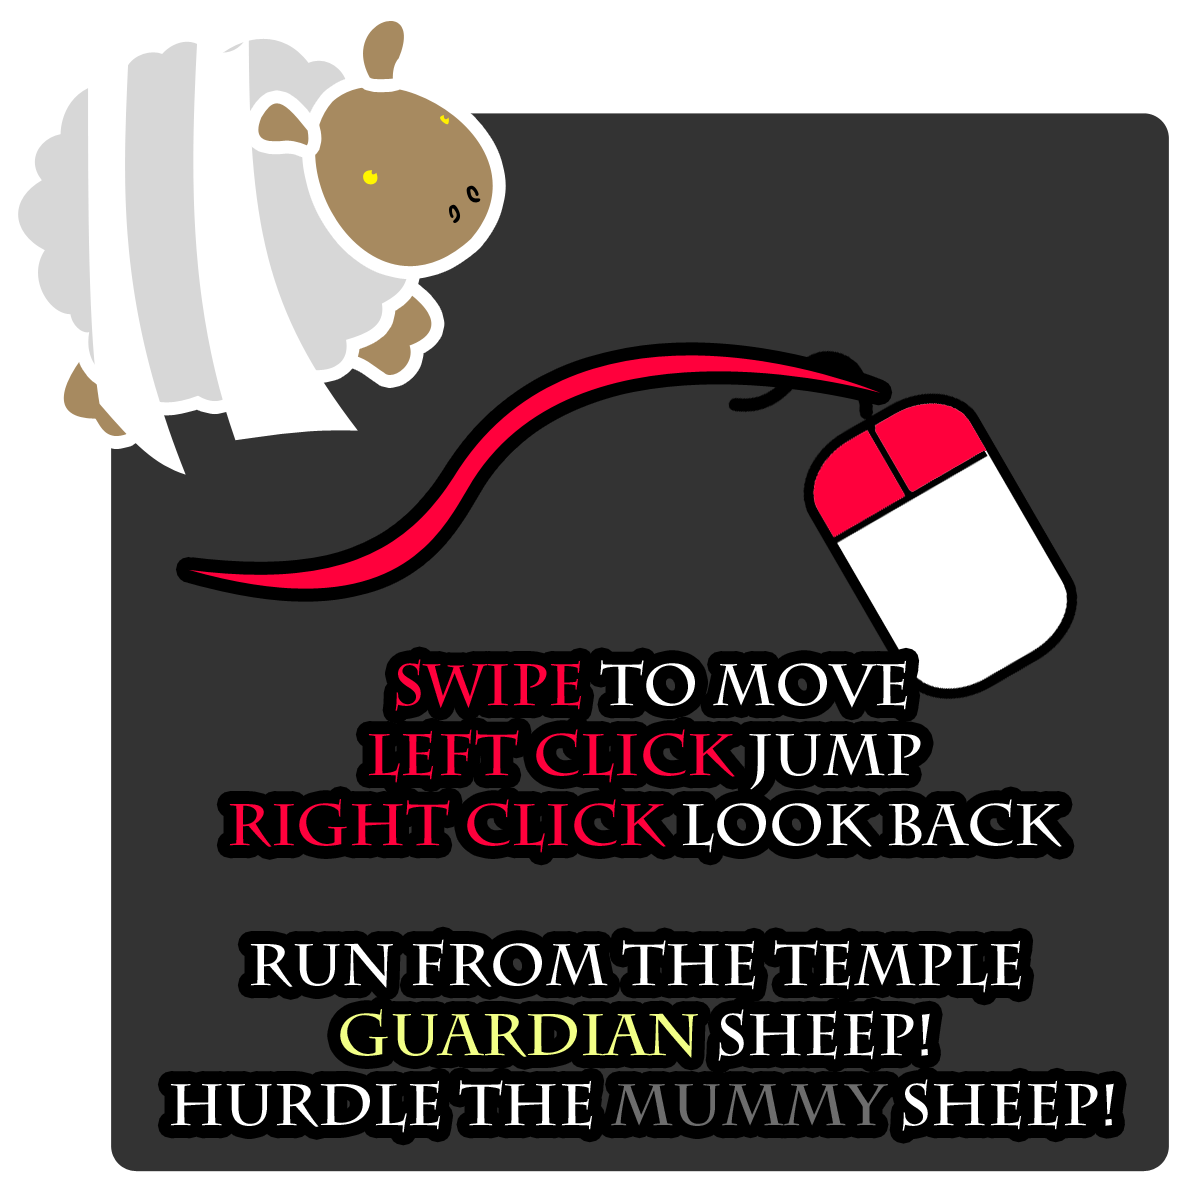 SWIPE TO MOVE
LEFT CLICK JUMP
RIGHT CLICK LOOK BACK
RUN FROM THE TEMPLE
GUARDIAN SHEEP!
HURDLE THE MUMMY SHEEP!